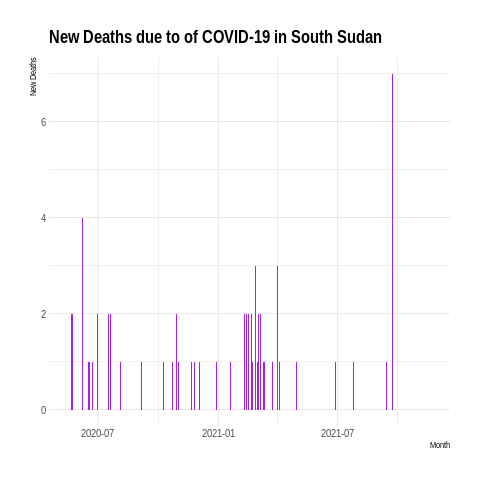 New Deaths due to of COVID-19 in South Sudan
New Deaths
6
4
2
0
2020-07
2021-01
2021-07
Month